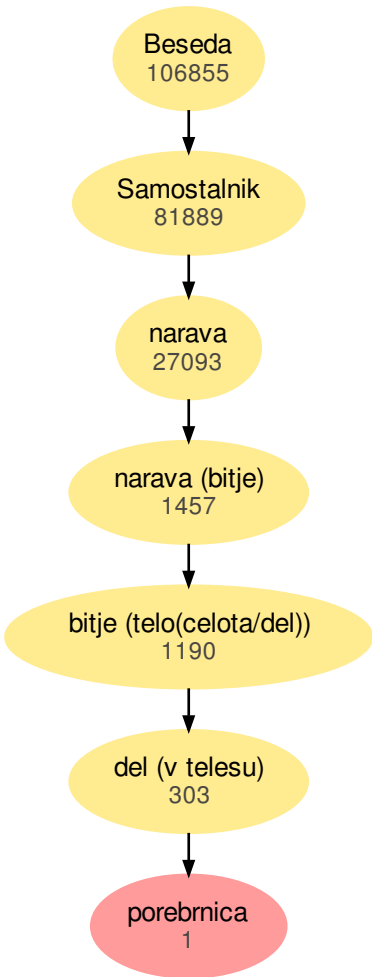 Beseda
106855
Samostalnik
81889
narava
27093
narava (bitje)
1457
bitje (telo(celota/del))
1190
del (v telesu)
303
porebrnica
1